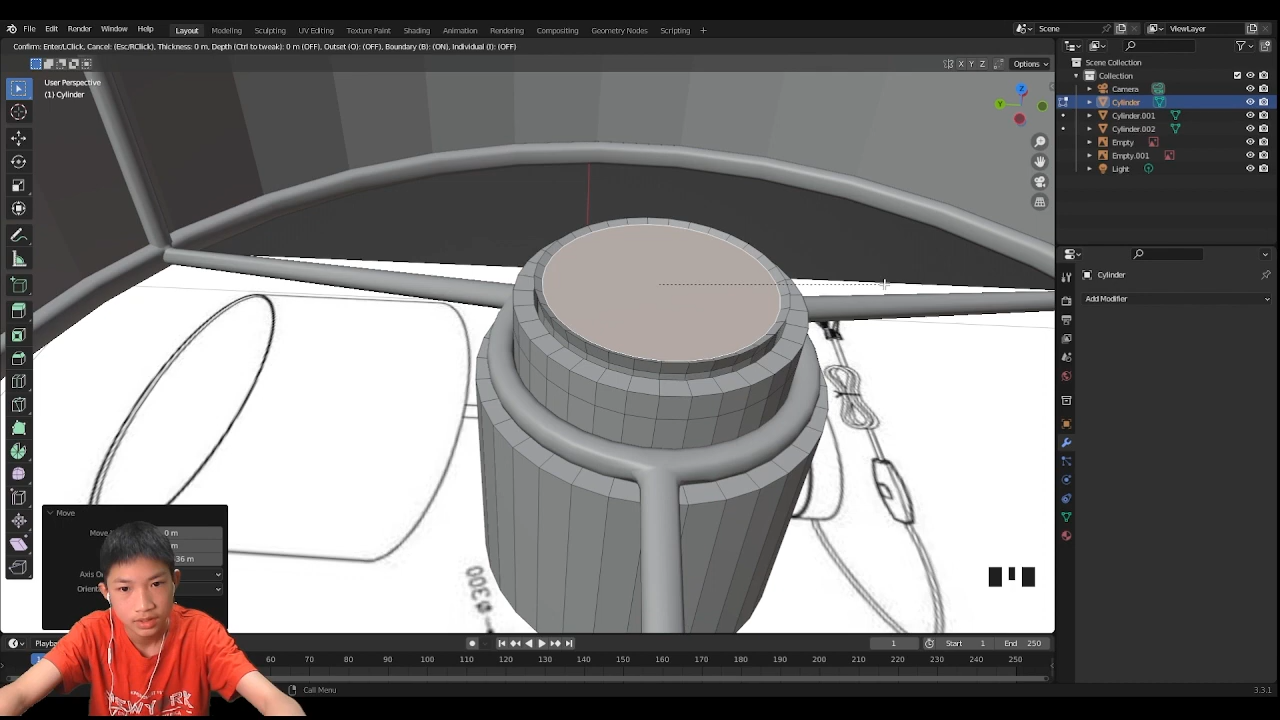 File Edit Render Window Help Layout Modeling Sculpting UV Editing Texture Paint Shading Animation Rendering Compositing Geometry Nodes Scripting + Scene ViewLayer
Confirm: Enter/LClick, Cancel: (Esc/RClick), Thickness: 0 m, Depth (Ctrl to tweak): 0 m (OFF), Outset (O): (OFF), Boundary (B): (ON), Individual (I): (OFF)
X Y Z Options
Scene Collection
Collection
User Perspective
(1) Cylinder
Camera
Cylinder
Cylinder.001
Cylinder.002
Empty
Empty.001
Light
Z
Y
Cylinder
Add Modifier
Move
0 m
m
36 m
Axis O
Orient
Ø300
Playba
1 Start 1 End 250
60 70 80 90 100 110 120 130 140 150 160 170 180 190 200 210 220 230 240 250
Call Menu
3.3.1